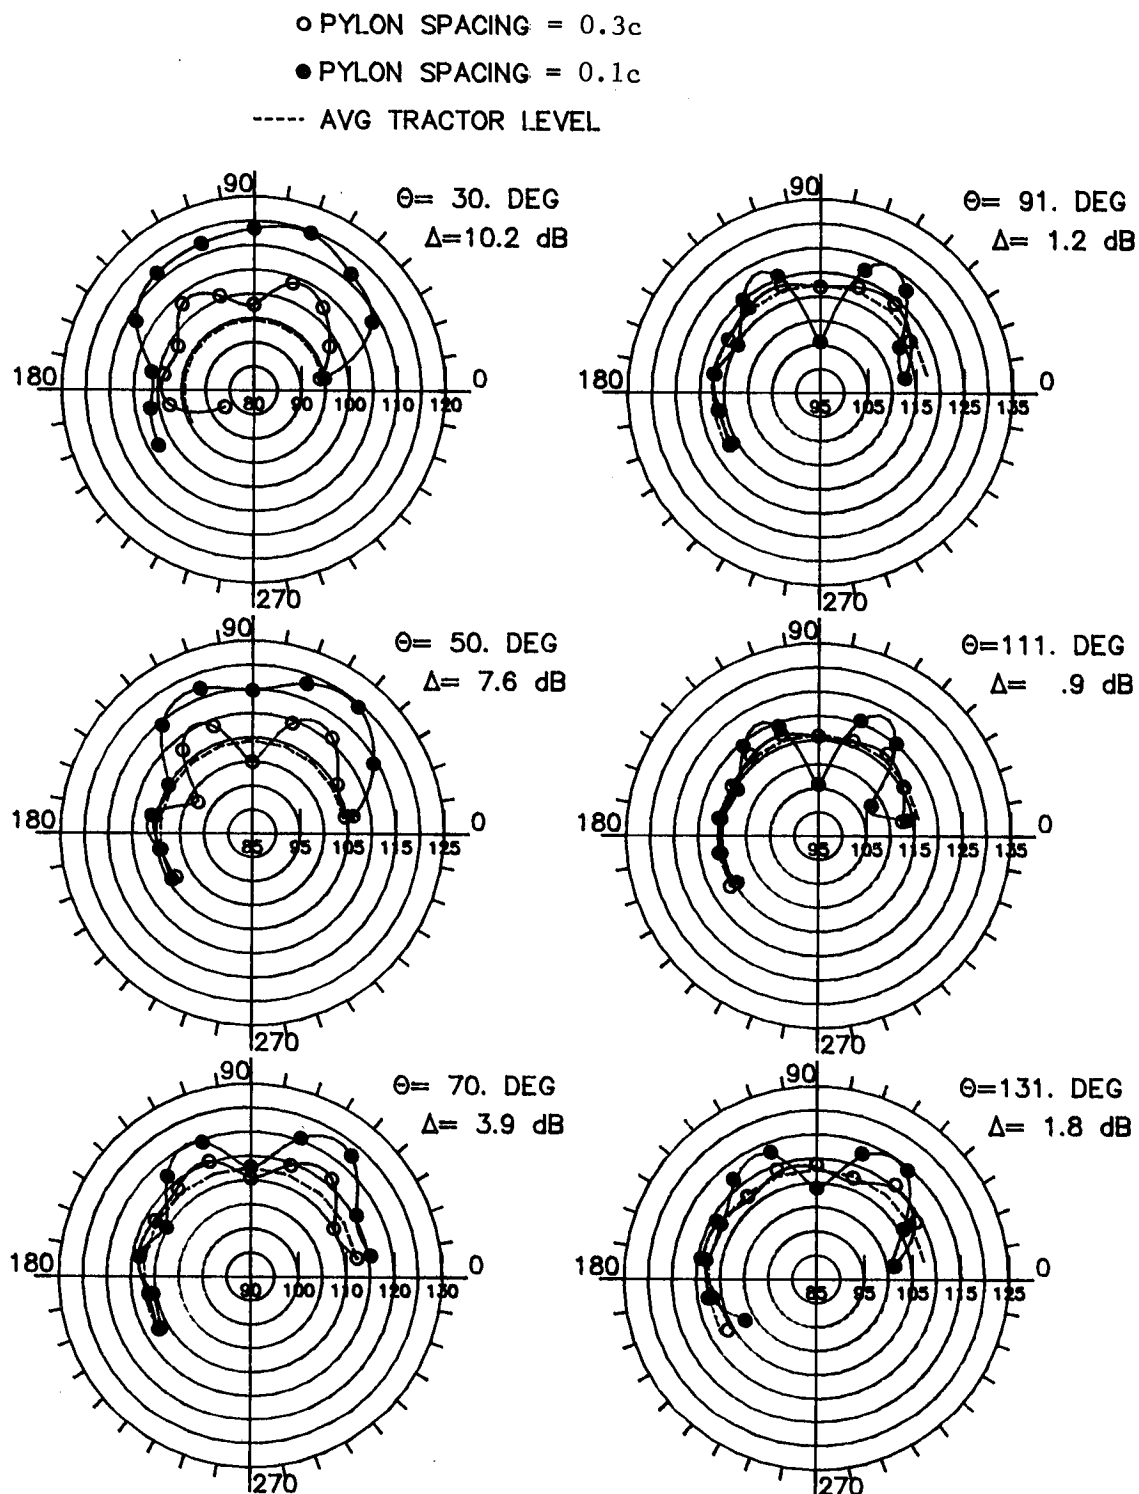 ○ PYLON SPACING = 0.3c
● PYLON SPACING = 0.1c
----- AVG TRACTOR LEVEL
Θ= 30. DEG
Δ=10.2 dB
90
180
0
80 90 100 110 120
270
Θ= 91. DEG
Δ= 1.2 dB
90
180
0
95 105 115 125 135
270
Θ= 50. DEG
Δ= 7.6 dB
90
180
0
85 95 105 115 125
270
Θ=111. DEG
Δ= .9 dB
90
180
0
95 105 115 125 135
270
Θ= 70. DEG
Δ= 3.9 dB
90
180
0
90 100 110 120 130
270
Θ=131. DEG
Δ= 1.8 dB
90
180
0
85 95 105 115 125
270